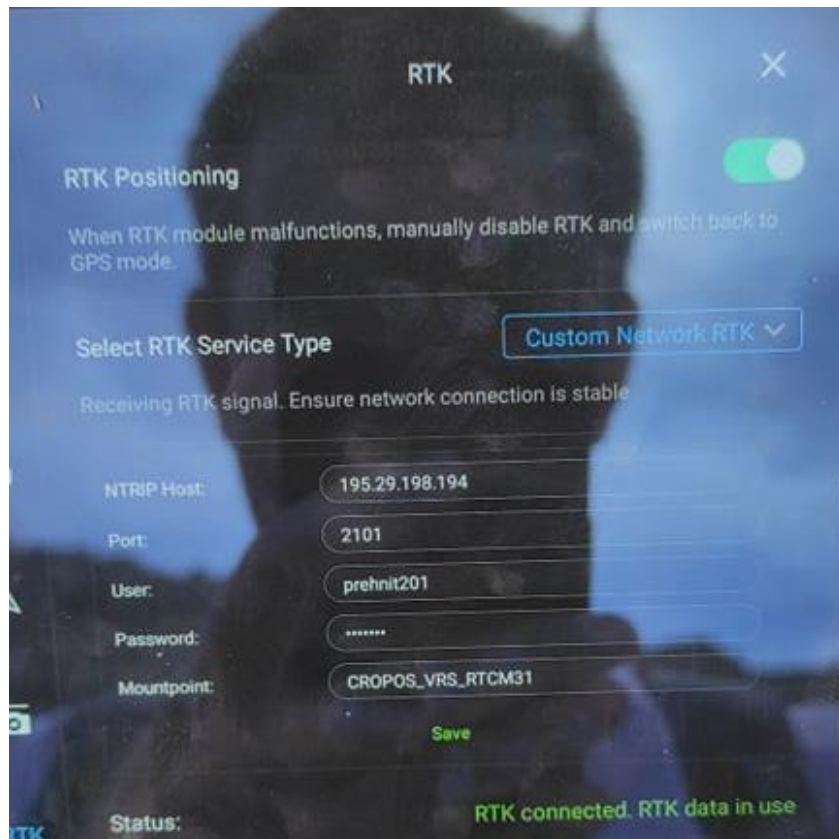 RTK
RTK Positioning
When RTK module malfunctions, manually disable RTK and switch back to
GPS mode.
Select RTK Service Type
Custom Network RTK
Receiving RTK signal. Ensure network connection is stable
NTRIP Host: 195.29.198.194
Port: 2101
User: prehnit201
Password: •••••••
Mountpoint: CROPOS_VRS_RTCM31
Save
RTK
Status: RTK connected. RTK data in use